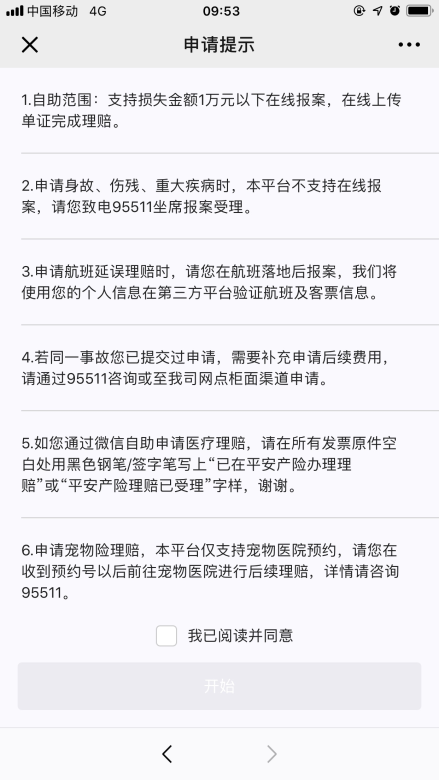 中国移动 4G 09:53
申请提示
1.自助范围：支持损失金额1万元以下在线报案，在线上传
单证完成理赔。
2.申请身故、伤残、重大疾病时，本平台不支持在线报
案，请您致电95511坐席报案受理。
3.申请航班延误理赔时，请您在航班落地后报案，我们将
使用您的个人信息在第三方平台验证航班及客票信息。
4.若同一事故您已提交过申请，需要补充申请后续费用，
请通过95511咨询或至我司网点柜面渠道申请。
5.如您通过微信自助申请医疗理赔，请在所有发票原件空
白处用黑色钢笔/签字笔写上“已在平安产险办理理
赔”或“平安产险理赔已受理”字样，谢谢。
6.申请宠物险理赔，本平台仅支持宠物医院预约，请您在
收到预约号以后前往宠物医院进行后续理赔，详情请咨询
95511。
我已阅读并同意
开始